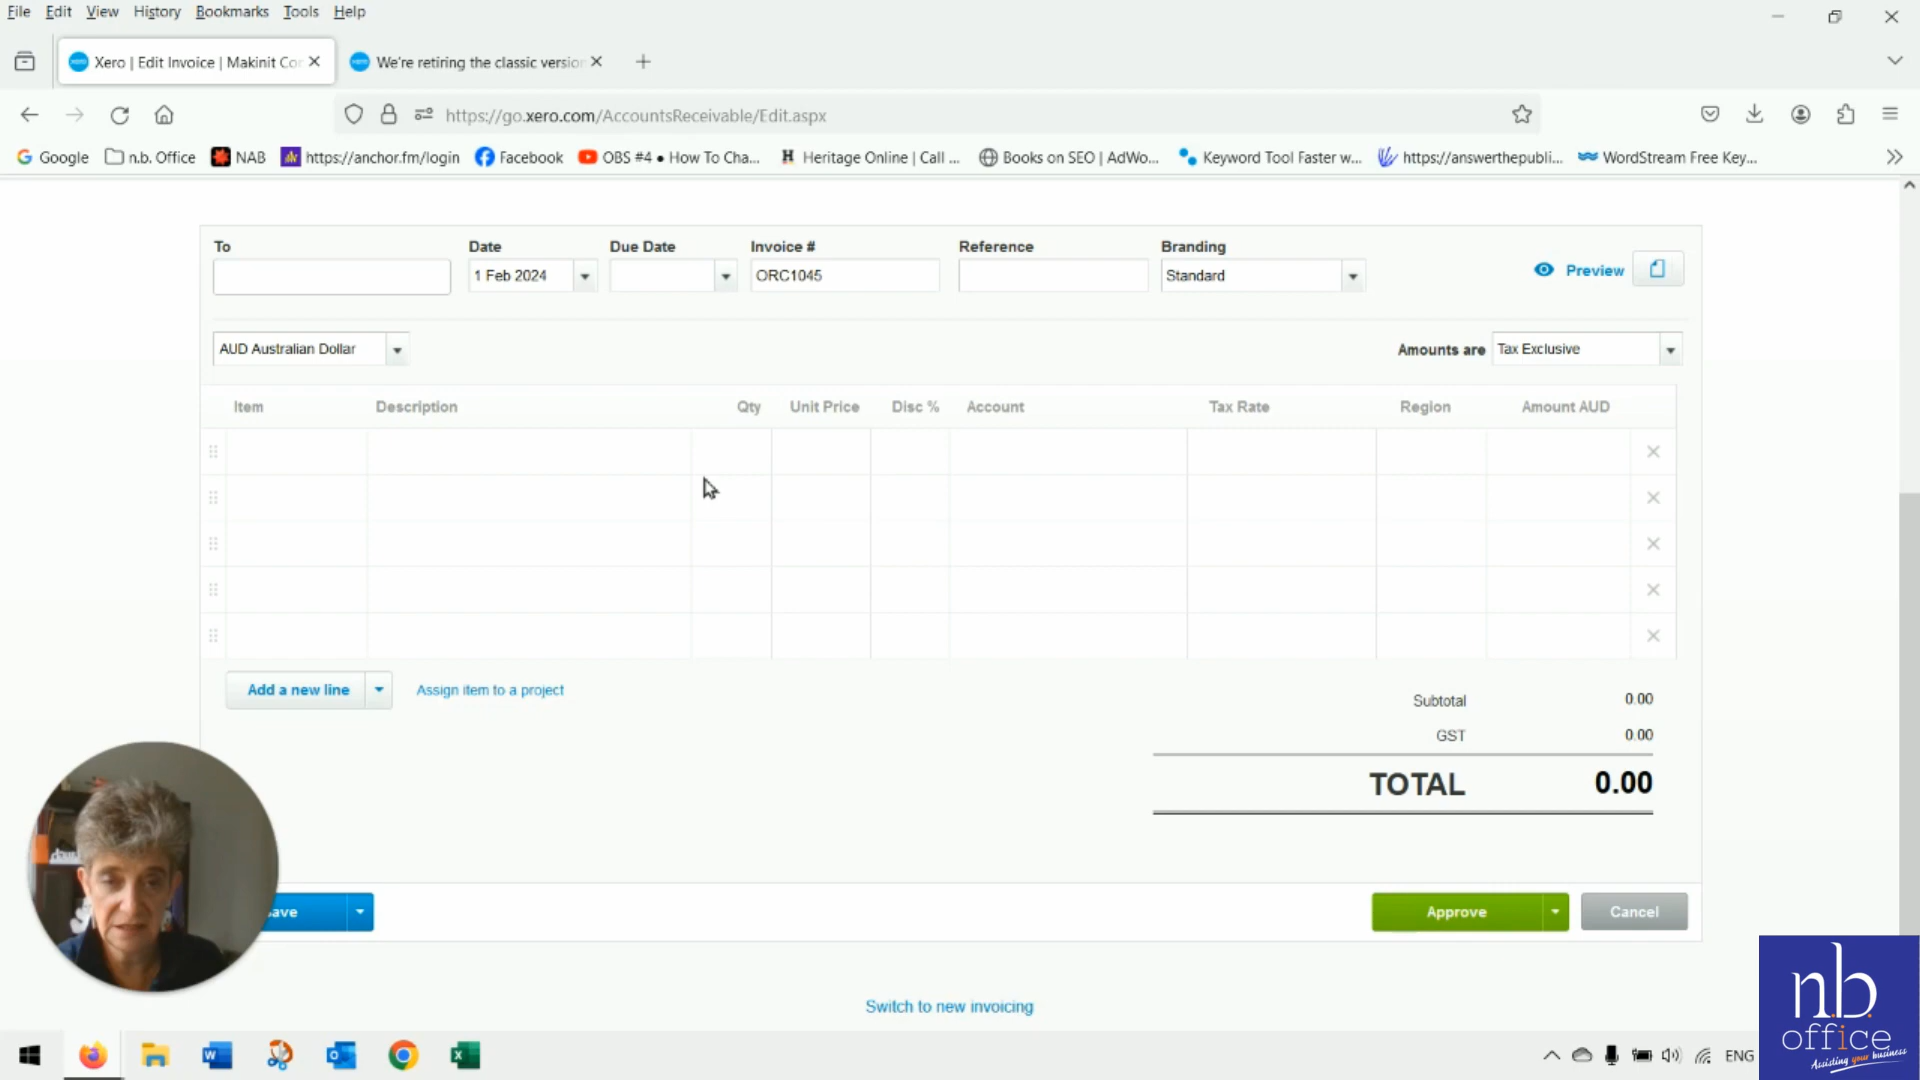 File Edit View History Bookmarks Tools Help
Xero | Edit Invoice | Makinit Cor
We're retiring the classic version
https://go.xero.com/AccountsReceivable/Edit.aspx
Google n.b. Office NAB https://anchor.fm/login Facebook OBS #4 • How To Cha... Heritage Online | Call ... Books on SEO | AdWo... Keyword Tool Faster w... https://answerthepubli... WordStream Free Key...
To Date Due Date Invoice # Reference Branding
1 Feb 2024 ORC1045 Standard Preview
AUD Australian Dollar Amounts are Tax Exclusive
Item Description Qty Unit Price Disc % Account Tax Rate Region Amount AUD
Add a new line Assign item to a project
Subtotal 0.00
GST 0.00
TOTAL 0.00
ave Approve Cancel
Switch to new invoicing
ENG
n.b.
office
Assisting your business